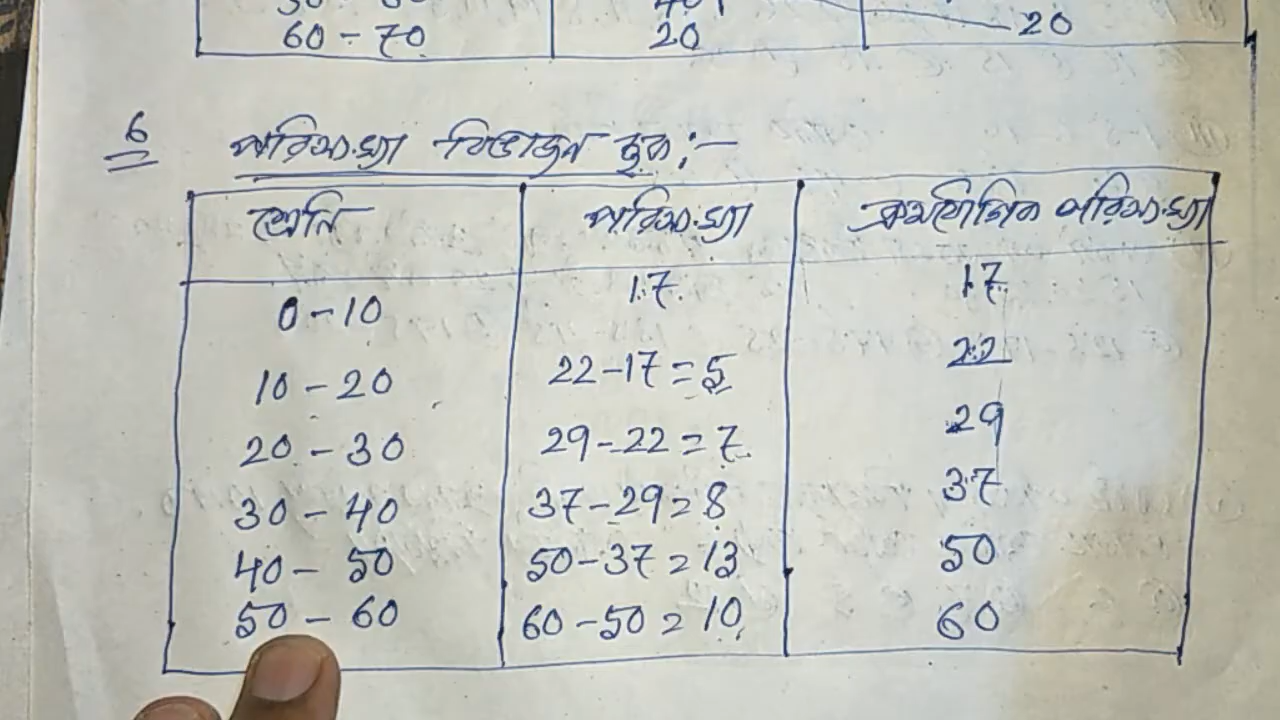 60 - 70 20 20
6 পরিসংখ্যা বিভাজন ছক :-
শ্রেনি পরিসংখ্যা ক্রমযৌগিক পরিসংখ্যা
0 - 10 17 17
10 - 20 22 - 17 = 5 22
20 - 30 29 - 22 = 7 29
30 - 40 37 - 29 = 8 37
40 - 50 50 - 37 = 13 50
50 - 60 60 - 50 = 10 60